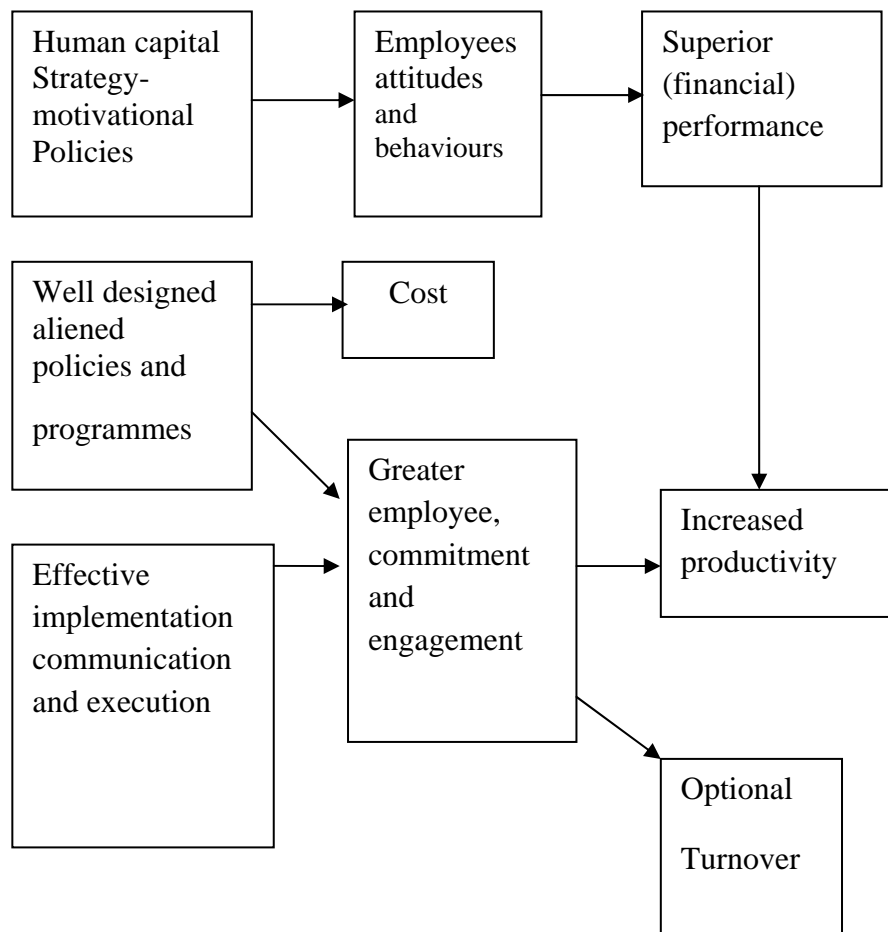 Human capital
Strategy-
motivational
Policies
Employees
attitudes
and
behaviours
Superior
(financial)
performance
Well designed
aliened
policies and
programmes
Cost
Greater
employee,
commitment
and
engagement
Increased
productivity
Effective
implementation
communication
and execution
Optional
Turnover